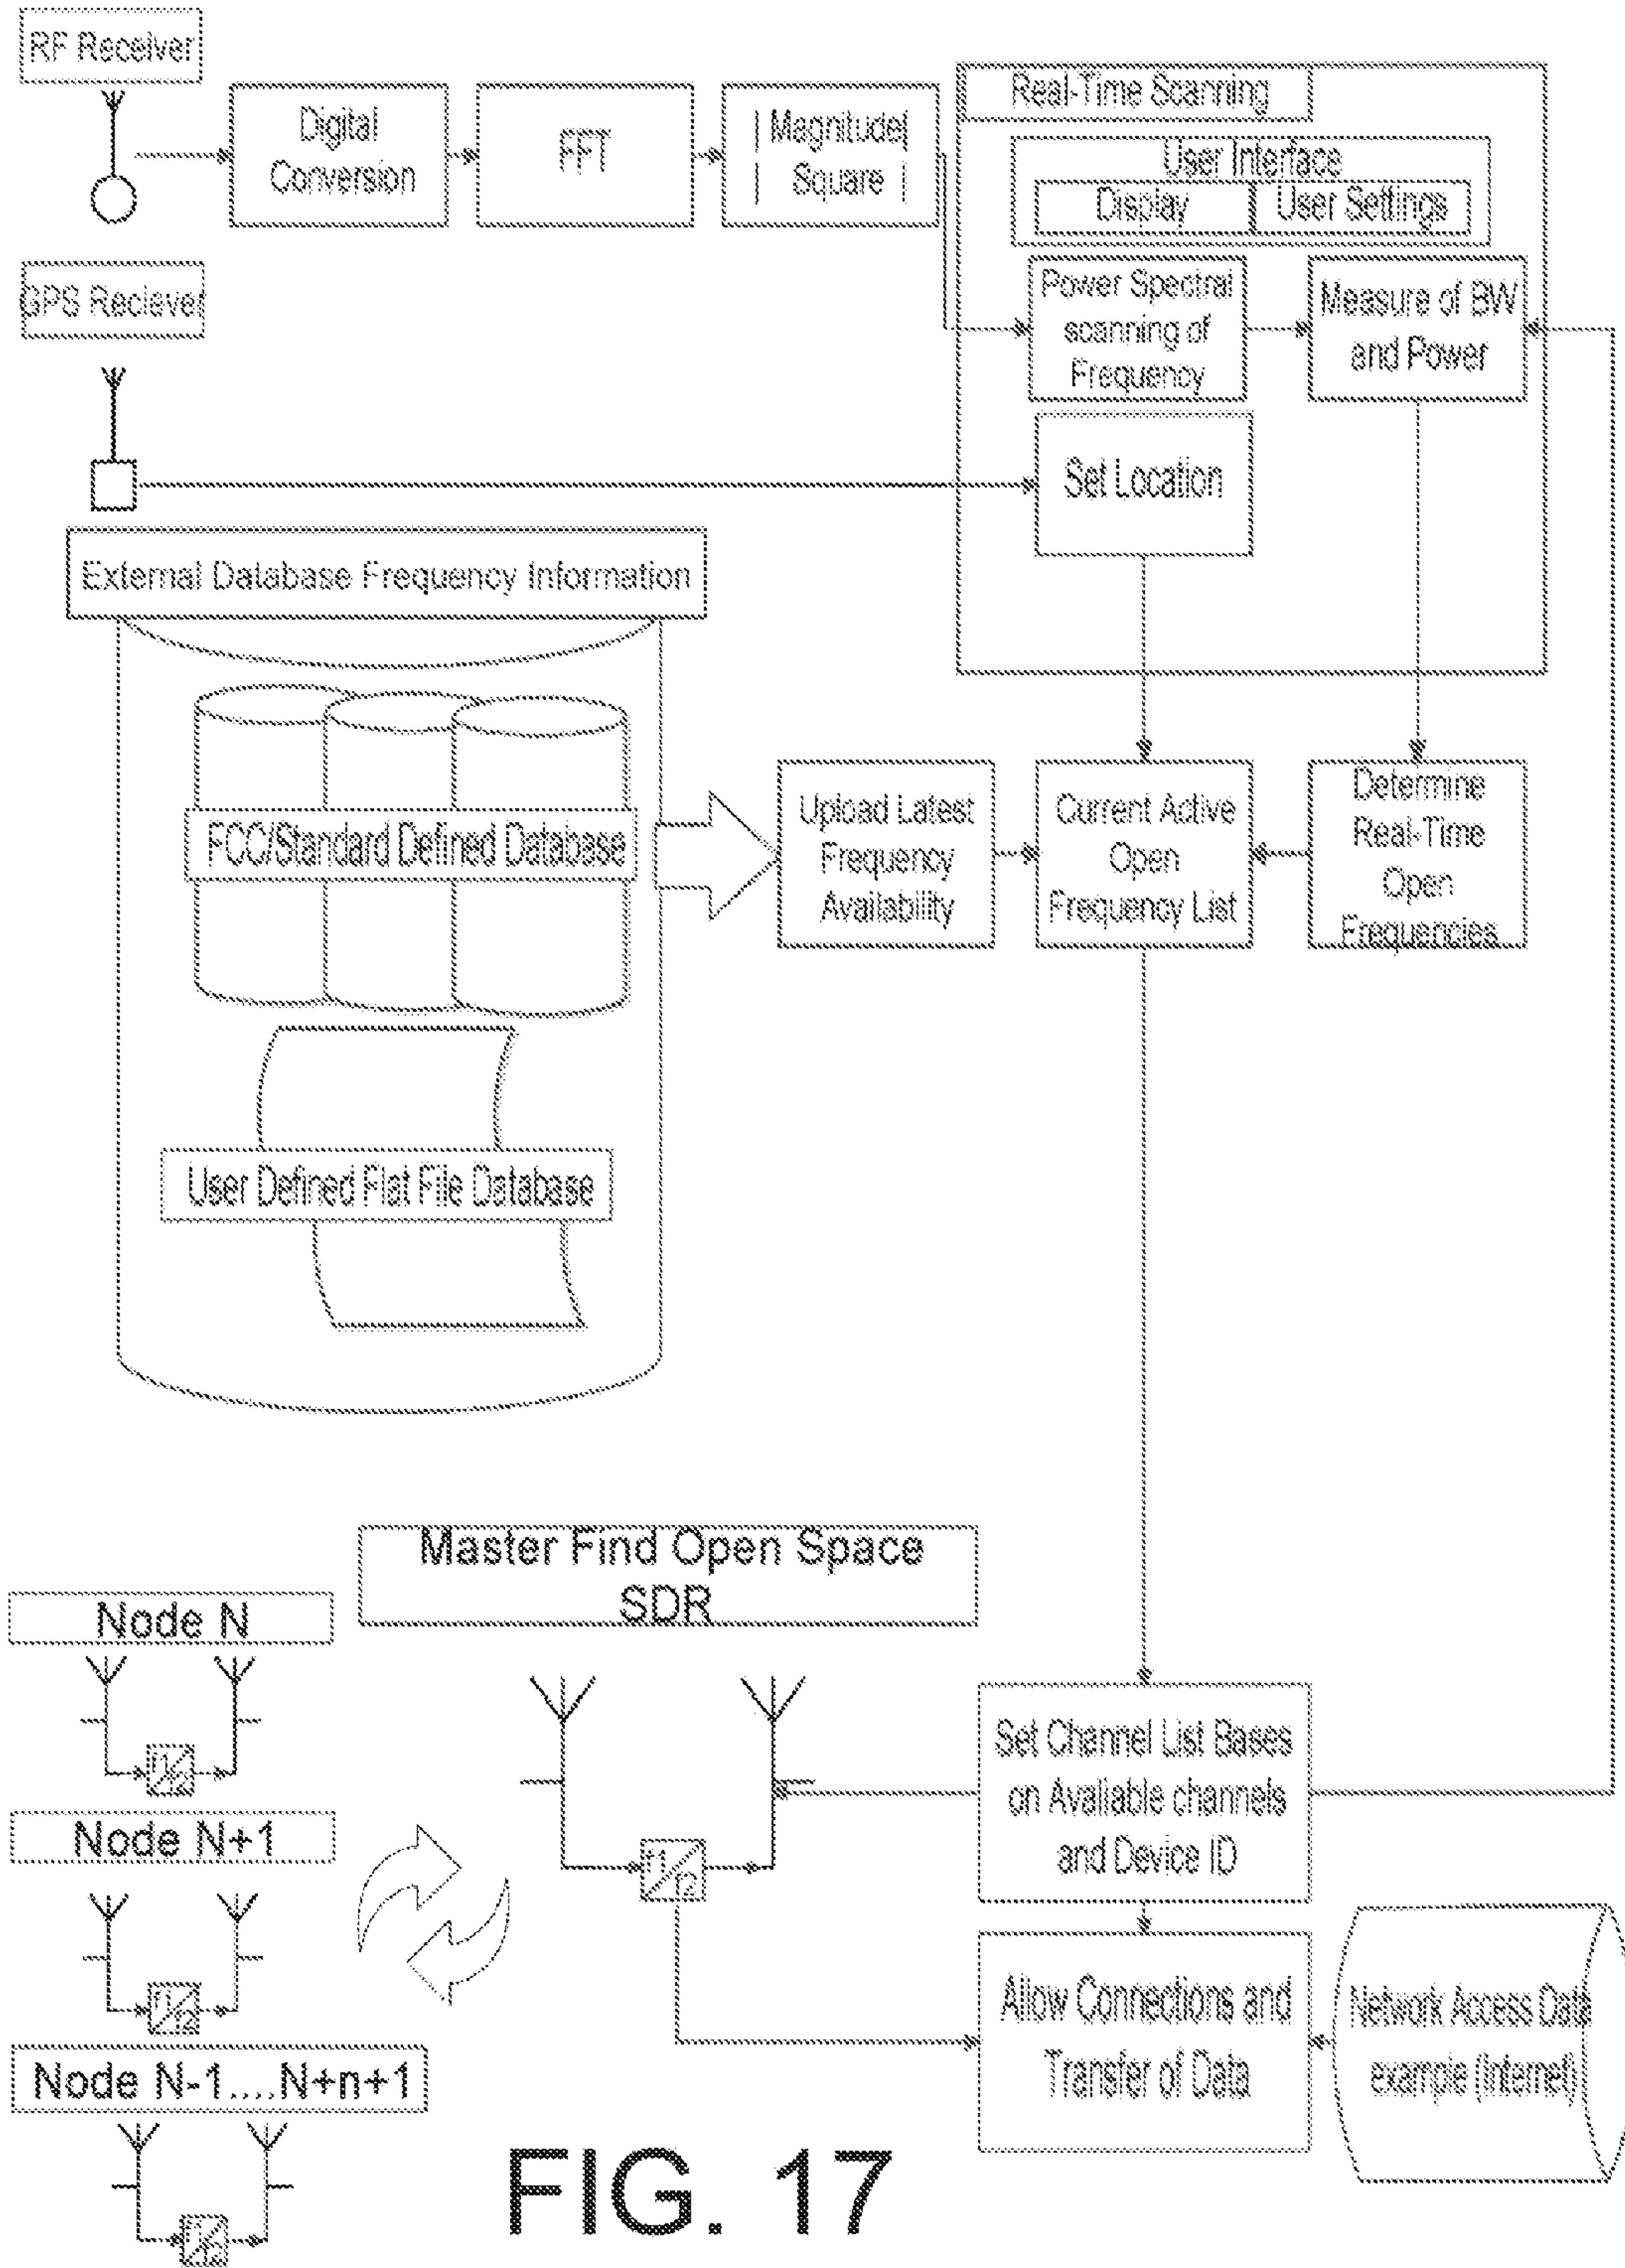 RF Receiver
Digital
Conversion
FFT
| Magnitude|
| Square |
Real-Time Scanning
User Interface
Display
User Settings
GPS Reciever
Power Spectral
scanning of
Frequency
Measure of BW
and Power
Set Location
External Database Frequency Information
FCC/Standard Defined Database
Upload Latest
Frequency
Availability
Current Active
Open
Frequency List
Determine
Real-Time
Open
Frequencies
User Defined Flat File Database
Master Find Open Space
SDR
Node N
f1/
f2
Node N+1
f1/
f2
Node N-1....N+n+1
f1/
f2
f1/
f2
Set Channel List Bases
on Avaliable channels
and Device ID
Allow Connections and
Transfer of Data
Network Access Data
example (internet)
FIG. 17